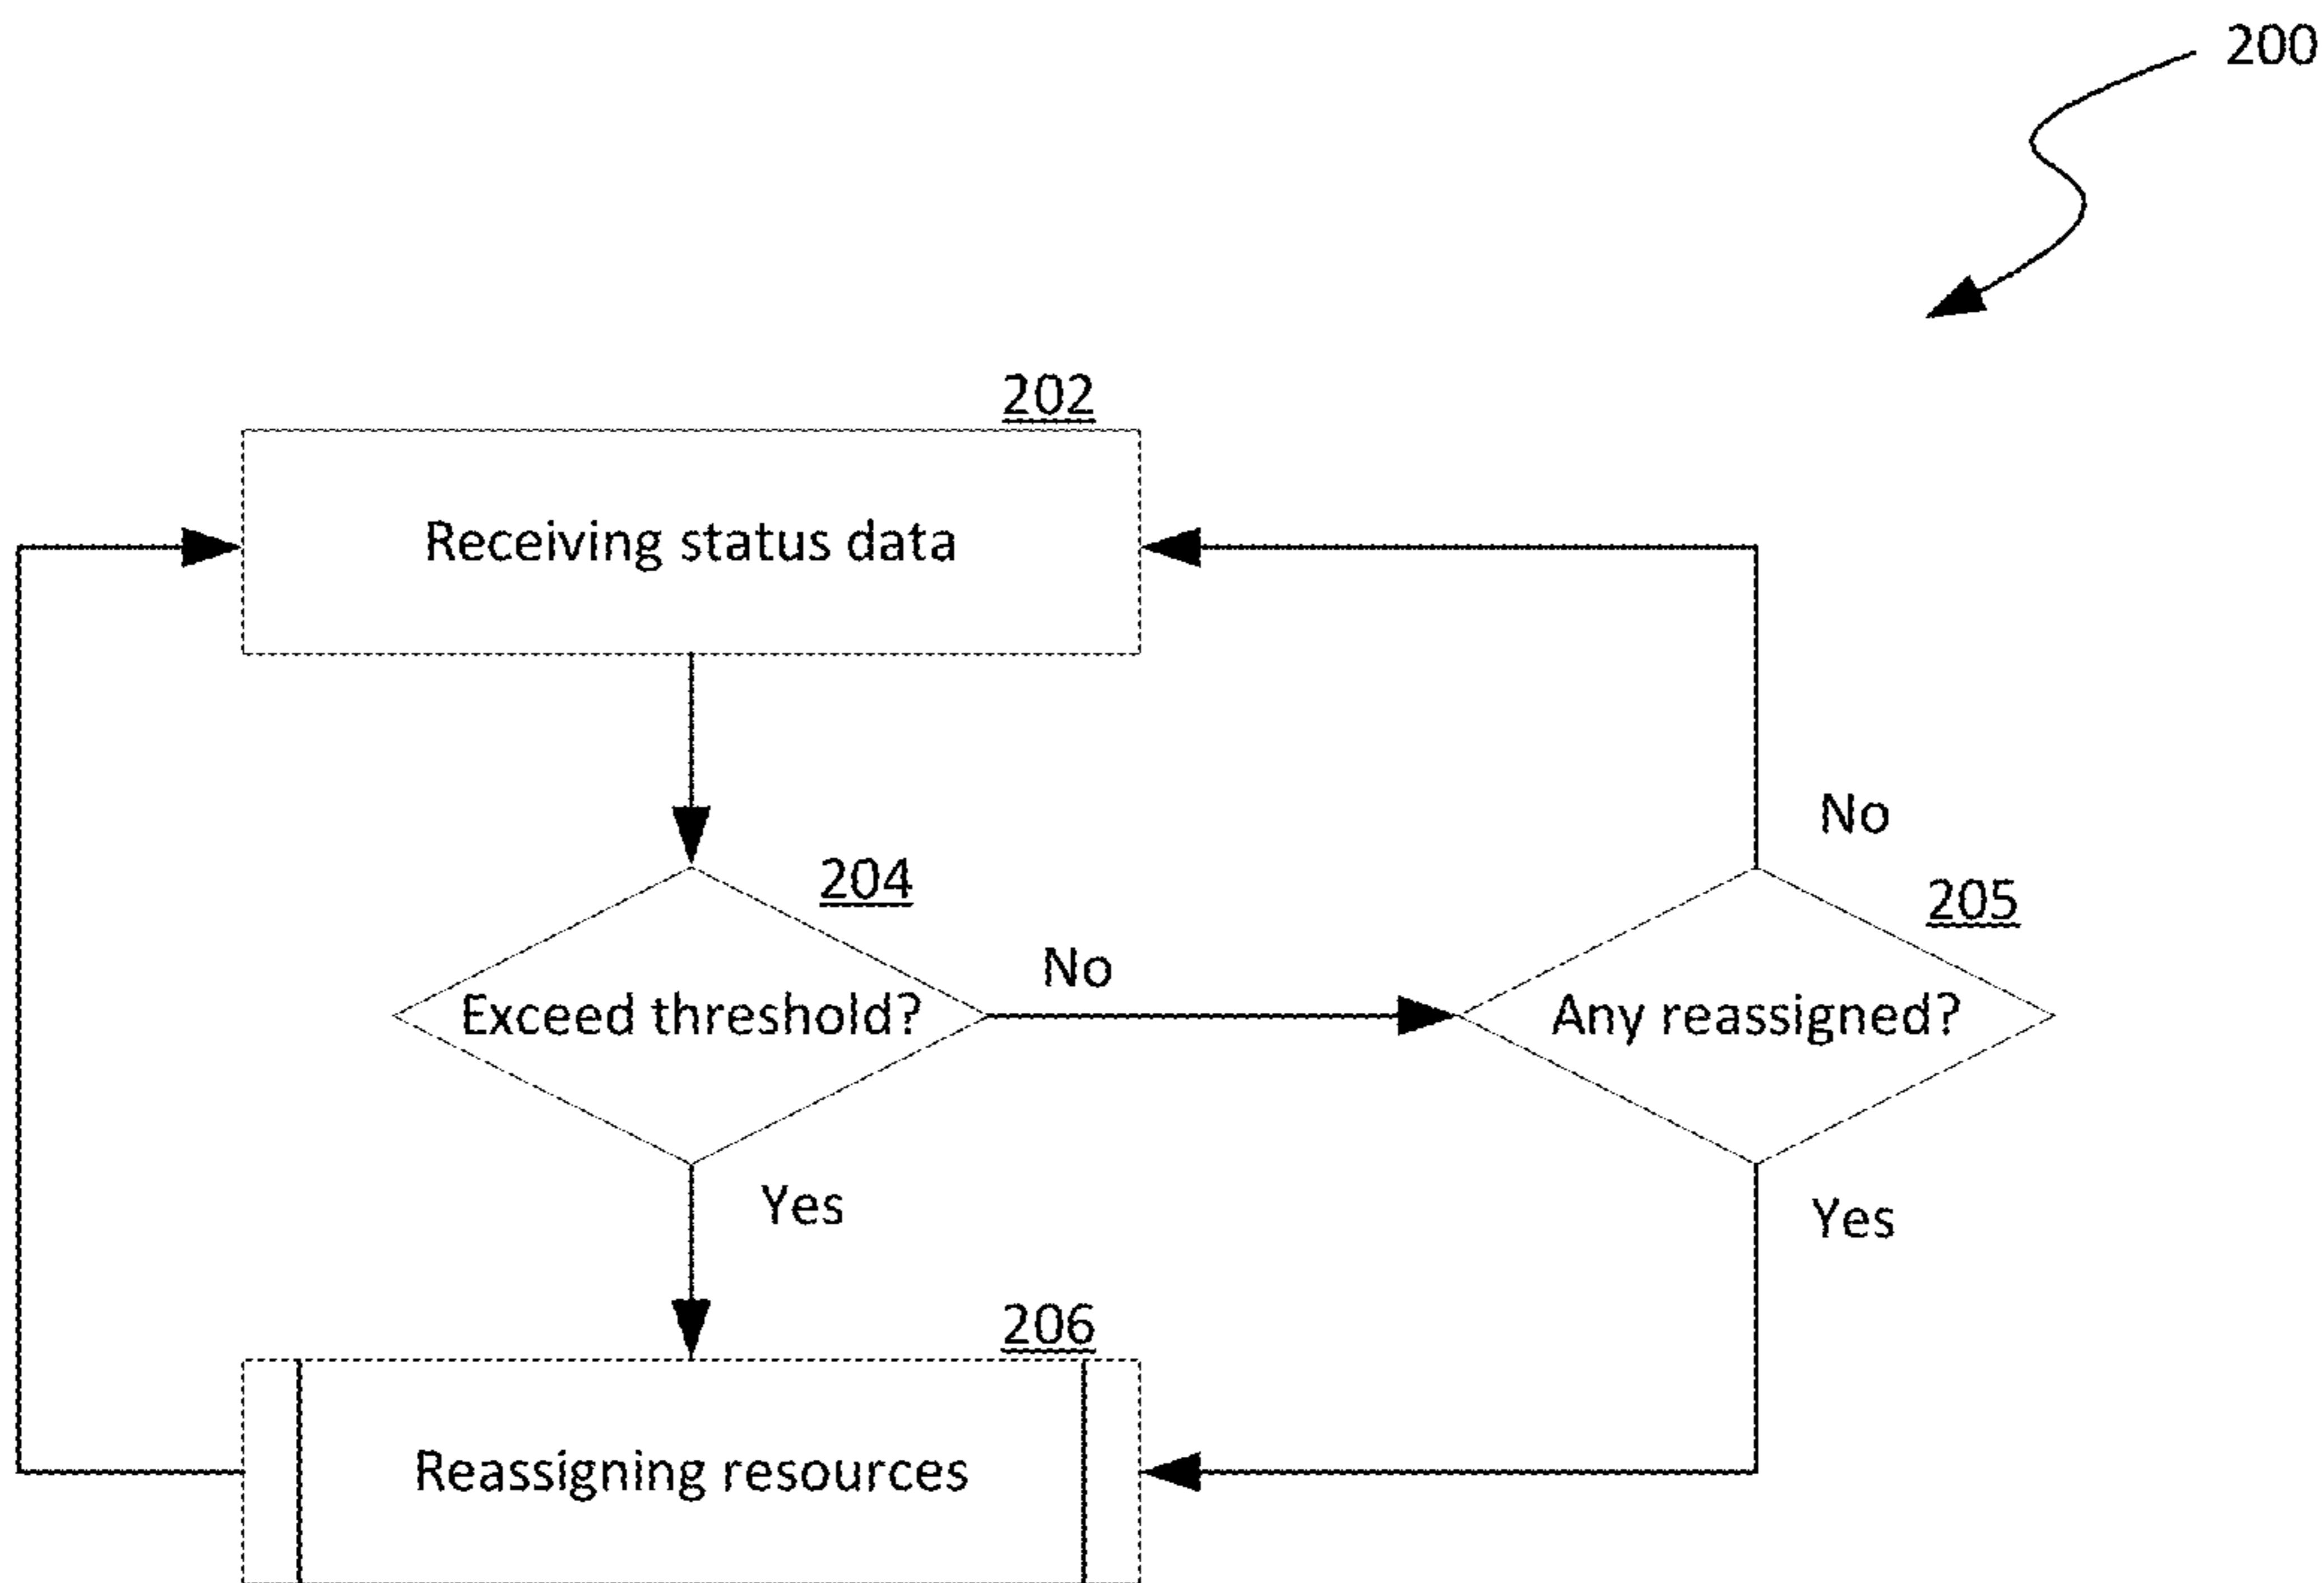 200
202
Receiving status data
No
204
205
No
Exceed threshold?
Any reassigned?
Yes
Yes
206
Reassigning resources